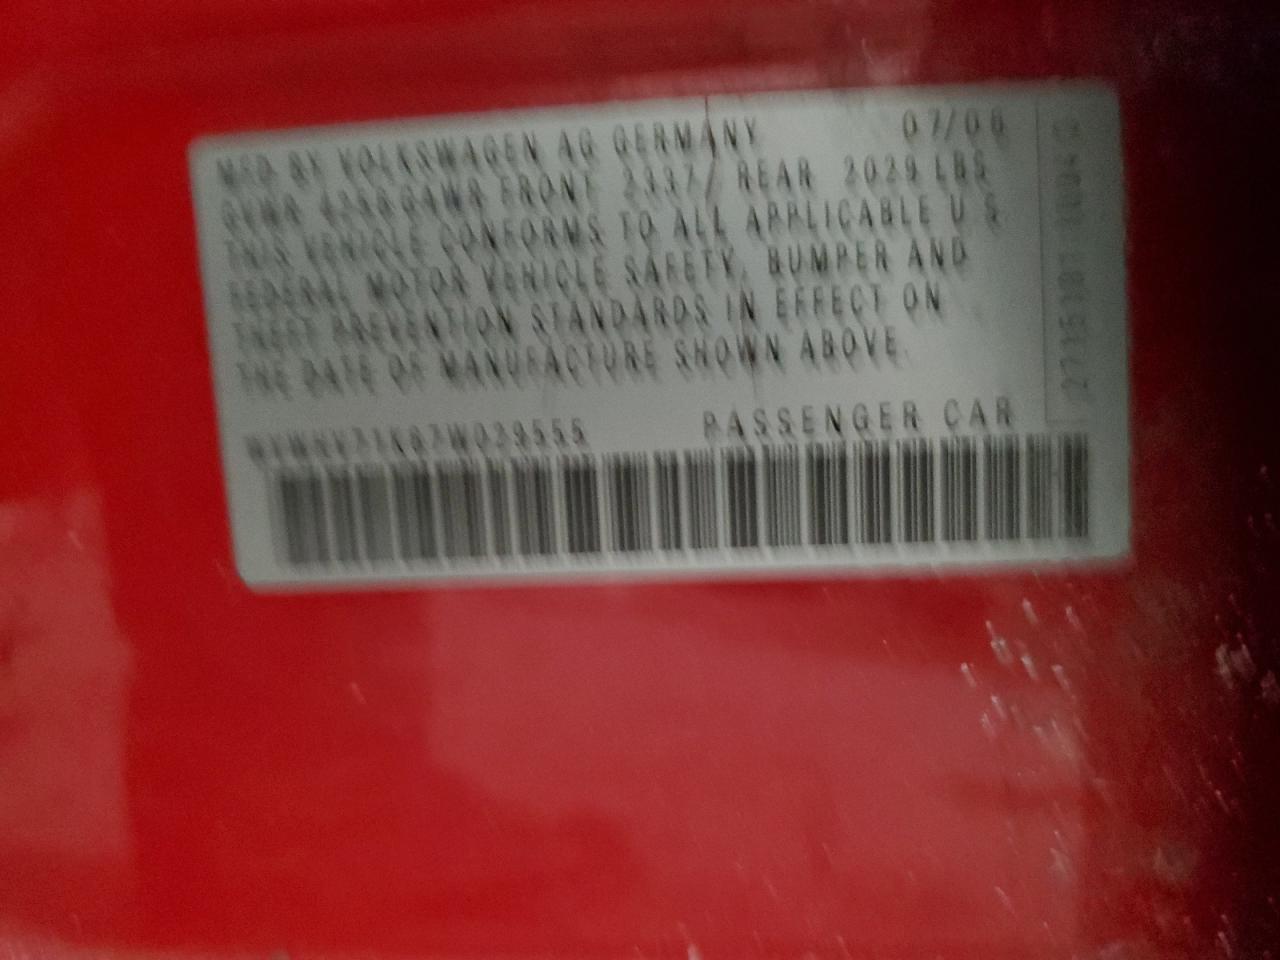 MFD BY VOLKSWAGEN AG GERMANY 07/06
GVWR GAWR FRONT 2337 REAR 2029 LBS
THIS VEHICLE CONFORMS TO ALL APPLICABLE U S
FEDERAL MOTOR VEHICLE SAFETY, BUMPER AND
THEFT PREVENTION STANDARDS IN EFFECT ON
THE DATE OF MANUFACTURE SHOWN ABOVE.
PASSENGER CAR